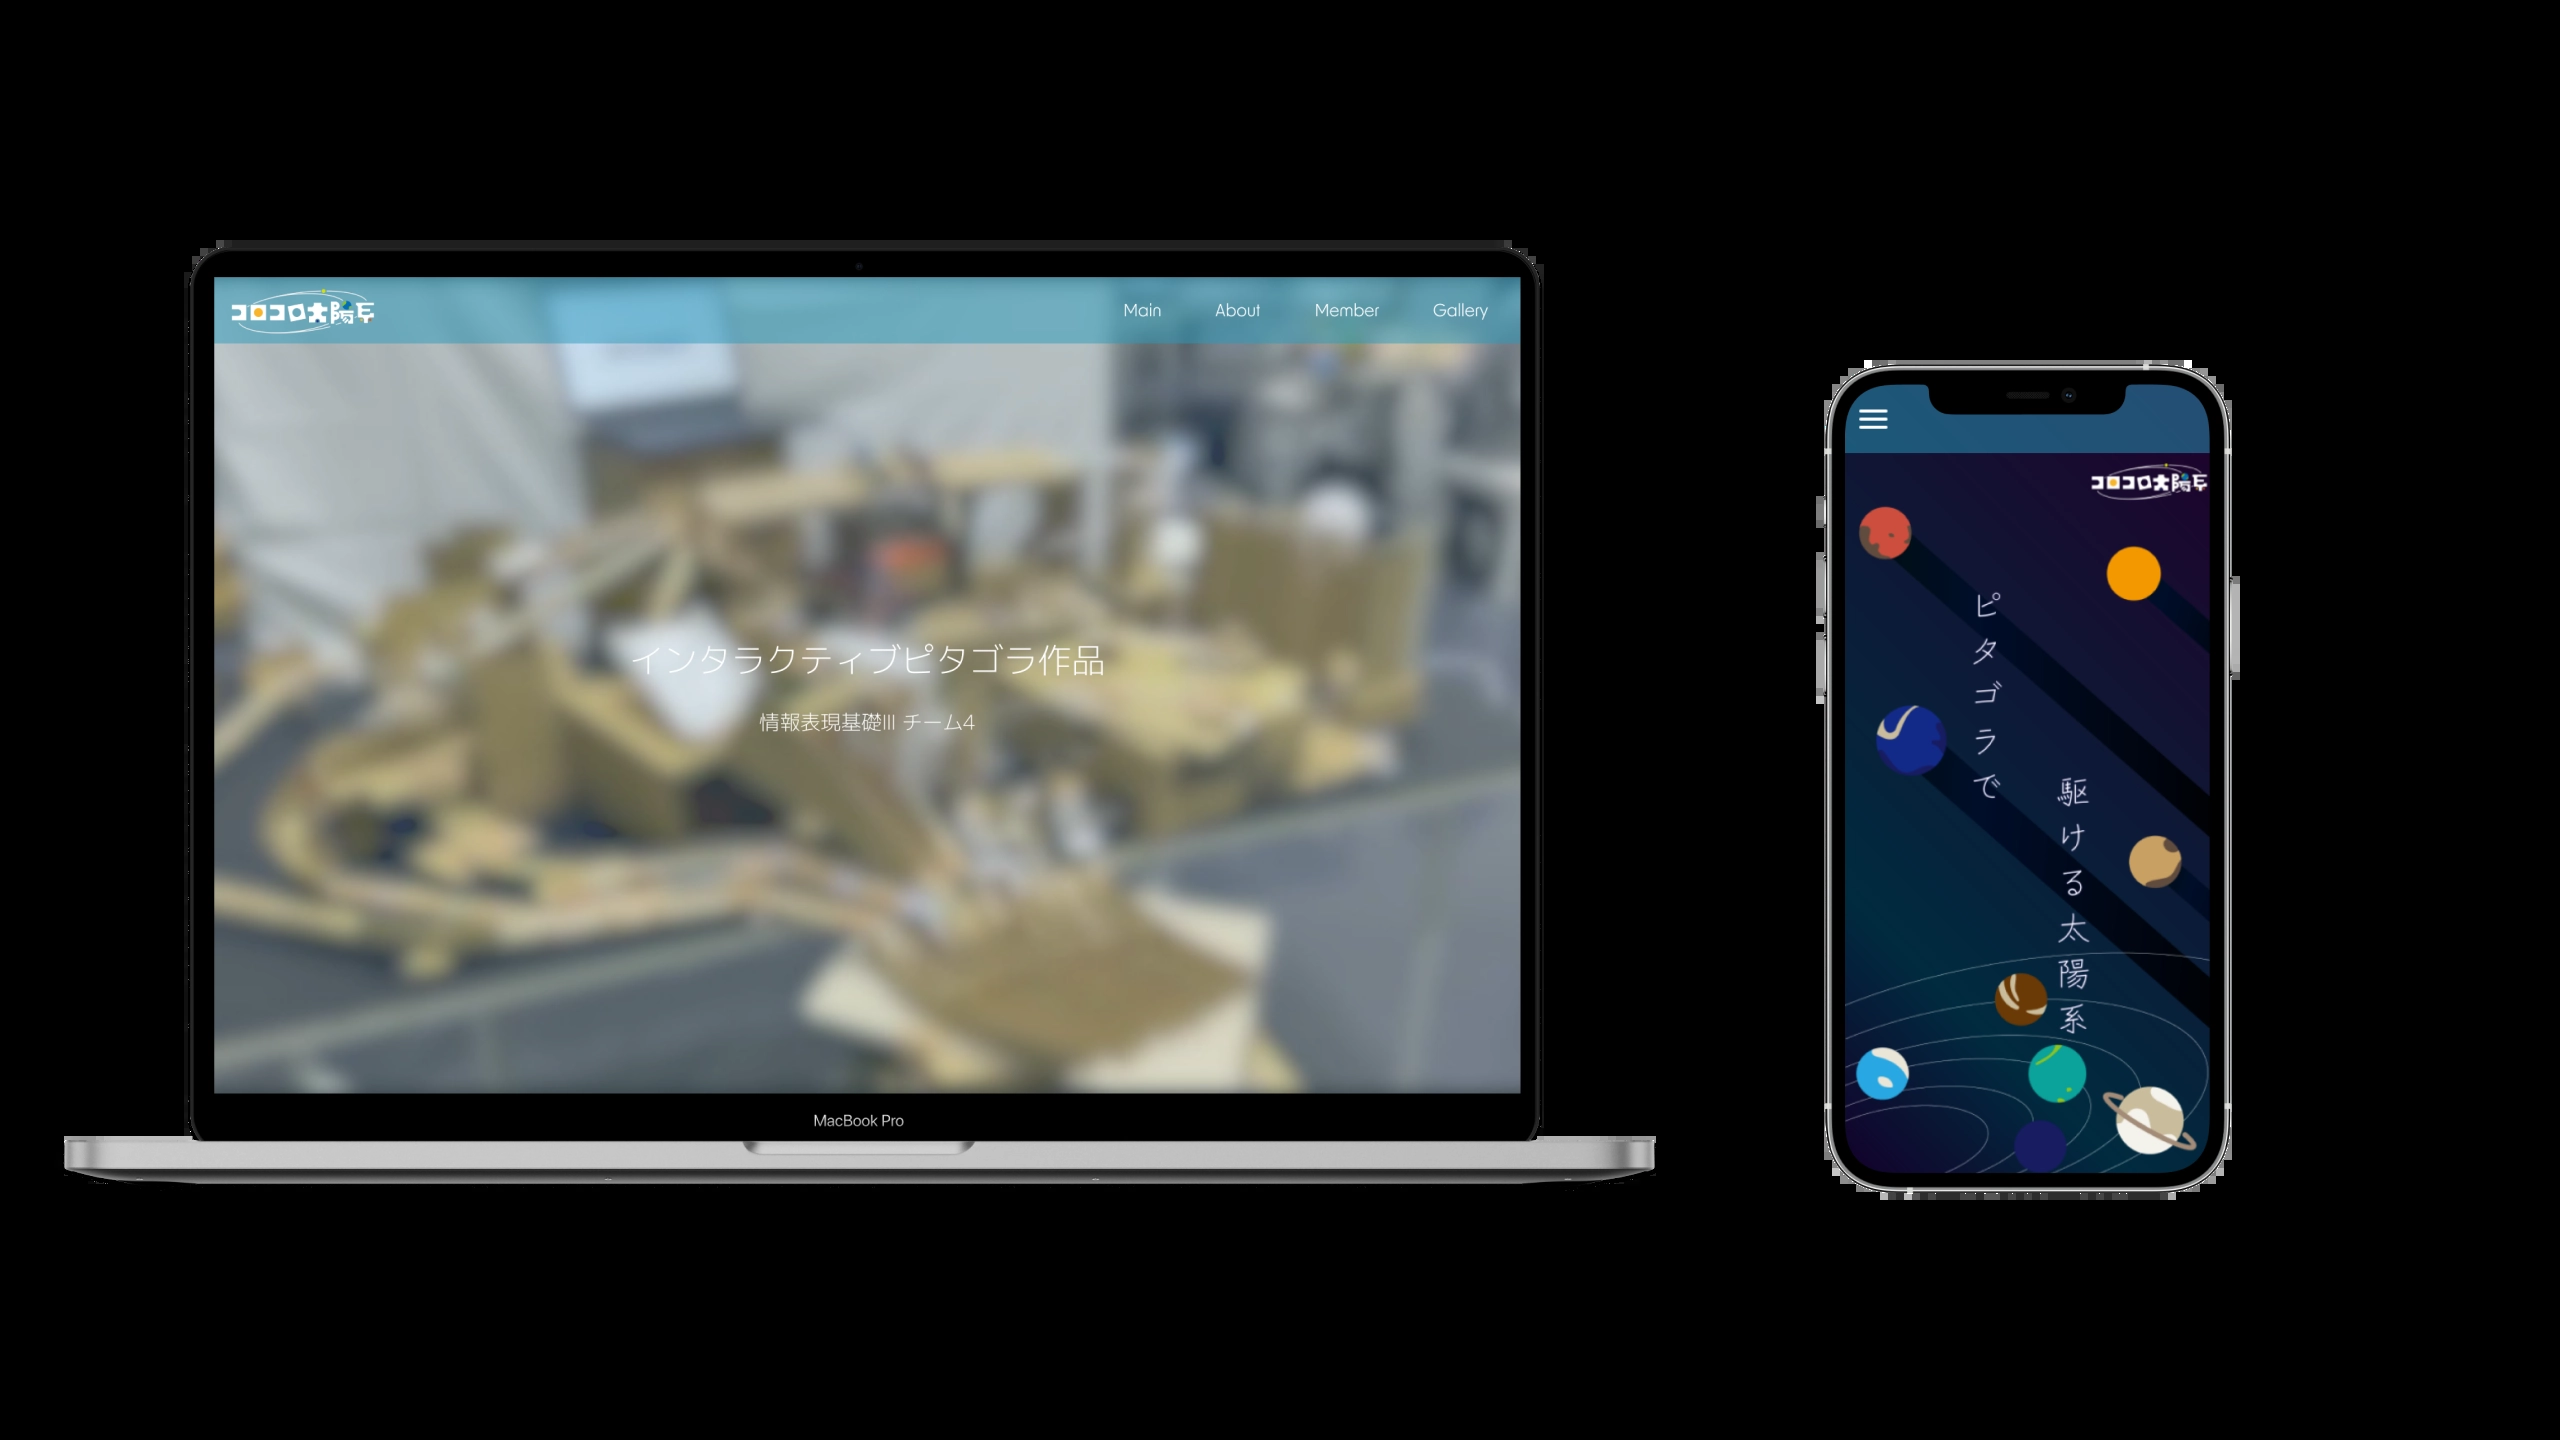 コロコロ太陽系
Main About Member Gallery
インタラクティブピタゴラ作品
情報表現基礎III チーム4
MacBook Pro
コロコロ太陽系
ピタゴラで
駆ける太陽系